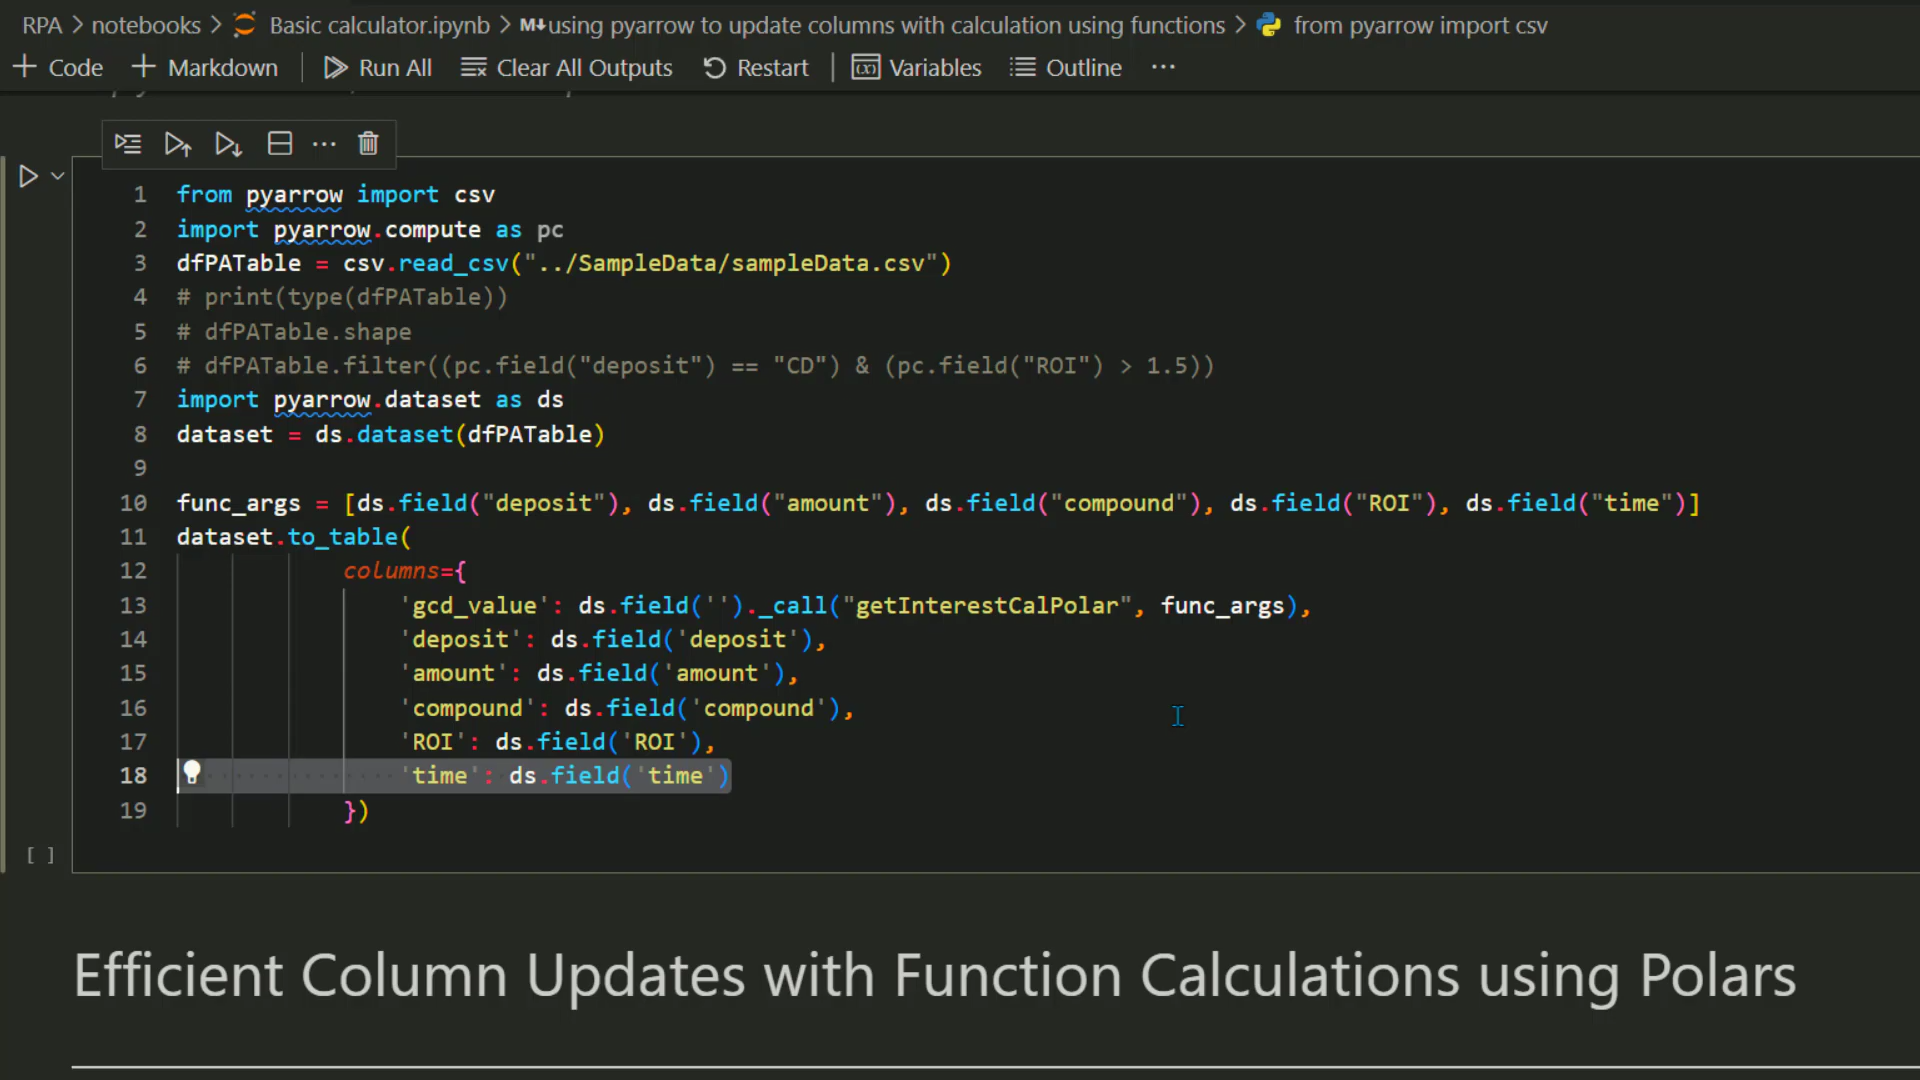 RPA > notebooks > Basic calculator.ipynb > M↓using pyarrow to update columns with calculation using functions > from pyarrow import csv
+ Code + Markdown | Run All Clear All Outputs Restart | Variables Outline ...
1 from pyarrow import csv
2 import pyarrow.compute as pc
3 dfPATable = csv.read_csv("../SampleData/sampleData.csv")
4 # print(type(dfPATable))
5 # dfPATable.shape
6 # dfPATable.filter((pc.field("deposit") == "CD") & (pc.field("ROI") > 1.5))
7 import pyarrow.dataset as ds
8 dataset = ds.dataset(dfPATable)
9
10 func_args = [ds.field("deposit"), ds.field("amount"), ds.field("compound"), ds.field("ROI"), ds.field("time")]
11 dataset.to_table(
12 columns={
13 'gcd_value': ds.field('')._call("getInterestCalPolar", func_args),
14 'deposit': ds.field('deposit'),
15 'amount': ds.field('amount'),
16 'compound': ds.field('compound'),
17 'ROI': ds.field('ROI'),
18 'time': ds.field('time')
19 })
[ ]
Efficient Column Updates with Function Calculations using Polars